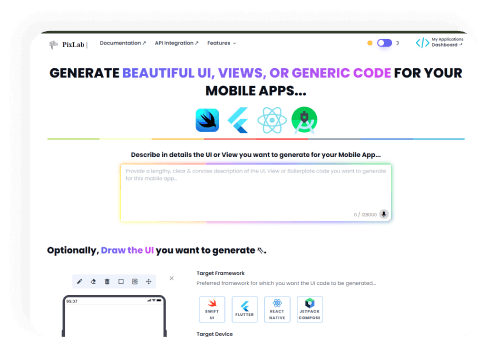 PixLab |
Documentation ↗ API Integration ↗ Features
My Applications
Dashboard ↗
GENERATE BEAUTIFUL UI, VIEWS, OR GENERIC CODE FOR YOUR
MOBILE APPS...
Describe in details the UI or View you want to generate for your Mobile App...
Provide a lengthy, clear & concise description of the UI, View or Boilerplate code you want to generate
for this mobile app...
0 / 128000
Optionally, Draw the UI you want to generate ✎.
Target Framework
Preferred framework for which you want the UI code to be generated...
02:37
SWIFT
UI
FLUTTER
REACT
NATIVE
JETPACK
COMPOSE
Target Device